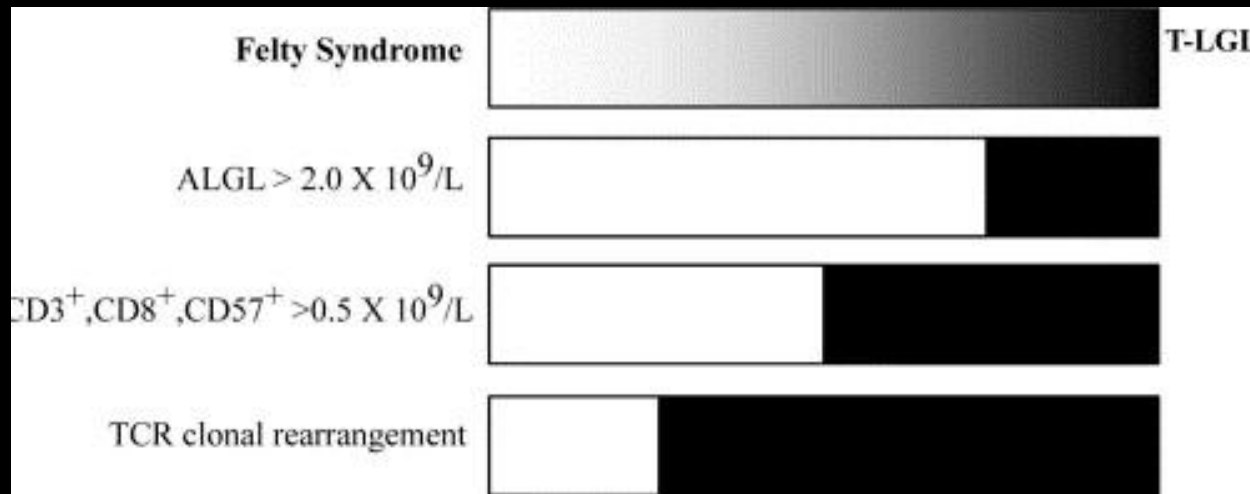 Felty Syndrome
T-LGL
ALGL > 2.0 X 10⁹/L
CD3⁺,CD8⁺,CD57⁺ >0.5 X 10⁹/L
TCR clonal rearrangement